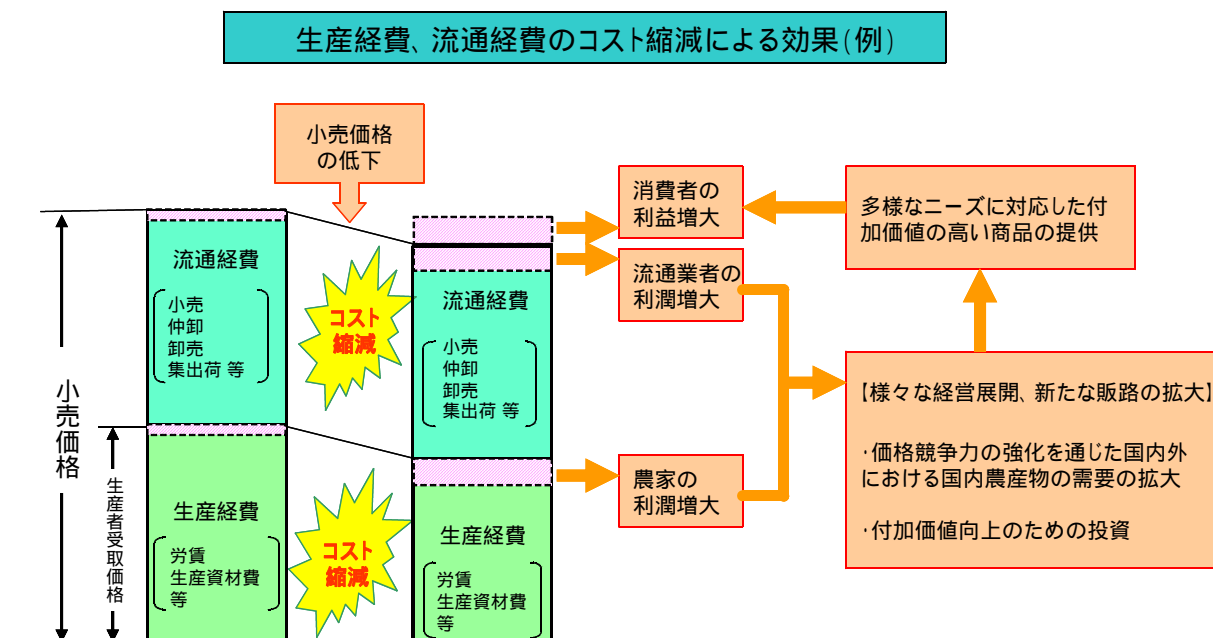 生産経費、流通経費のコスト縮減による効果(例)
小売価格
の低下
消費者の
利益増大
多様なニーズに対応した付
加価値の高い商品の提供
流通経費
小売
仲卸
卸売
集出荷 等
コスト
縮減
流通経費
小売
仲卸
卸売
集出荷 等
流通業者の
利潤増大
小売価格
生産者受取価格
生産経費
労賃
生産資材費
等
コスト
縮減
生産経費
労賃
生産資材費
等
農家の
利潤増大
【様々な経営展開、新たな販路の拡大】
・価格競争力の強化を通じた国内外
における国内農産物の需要の拡大
・付加価値向上のための投資